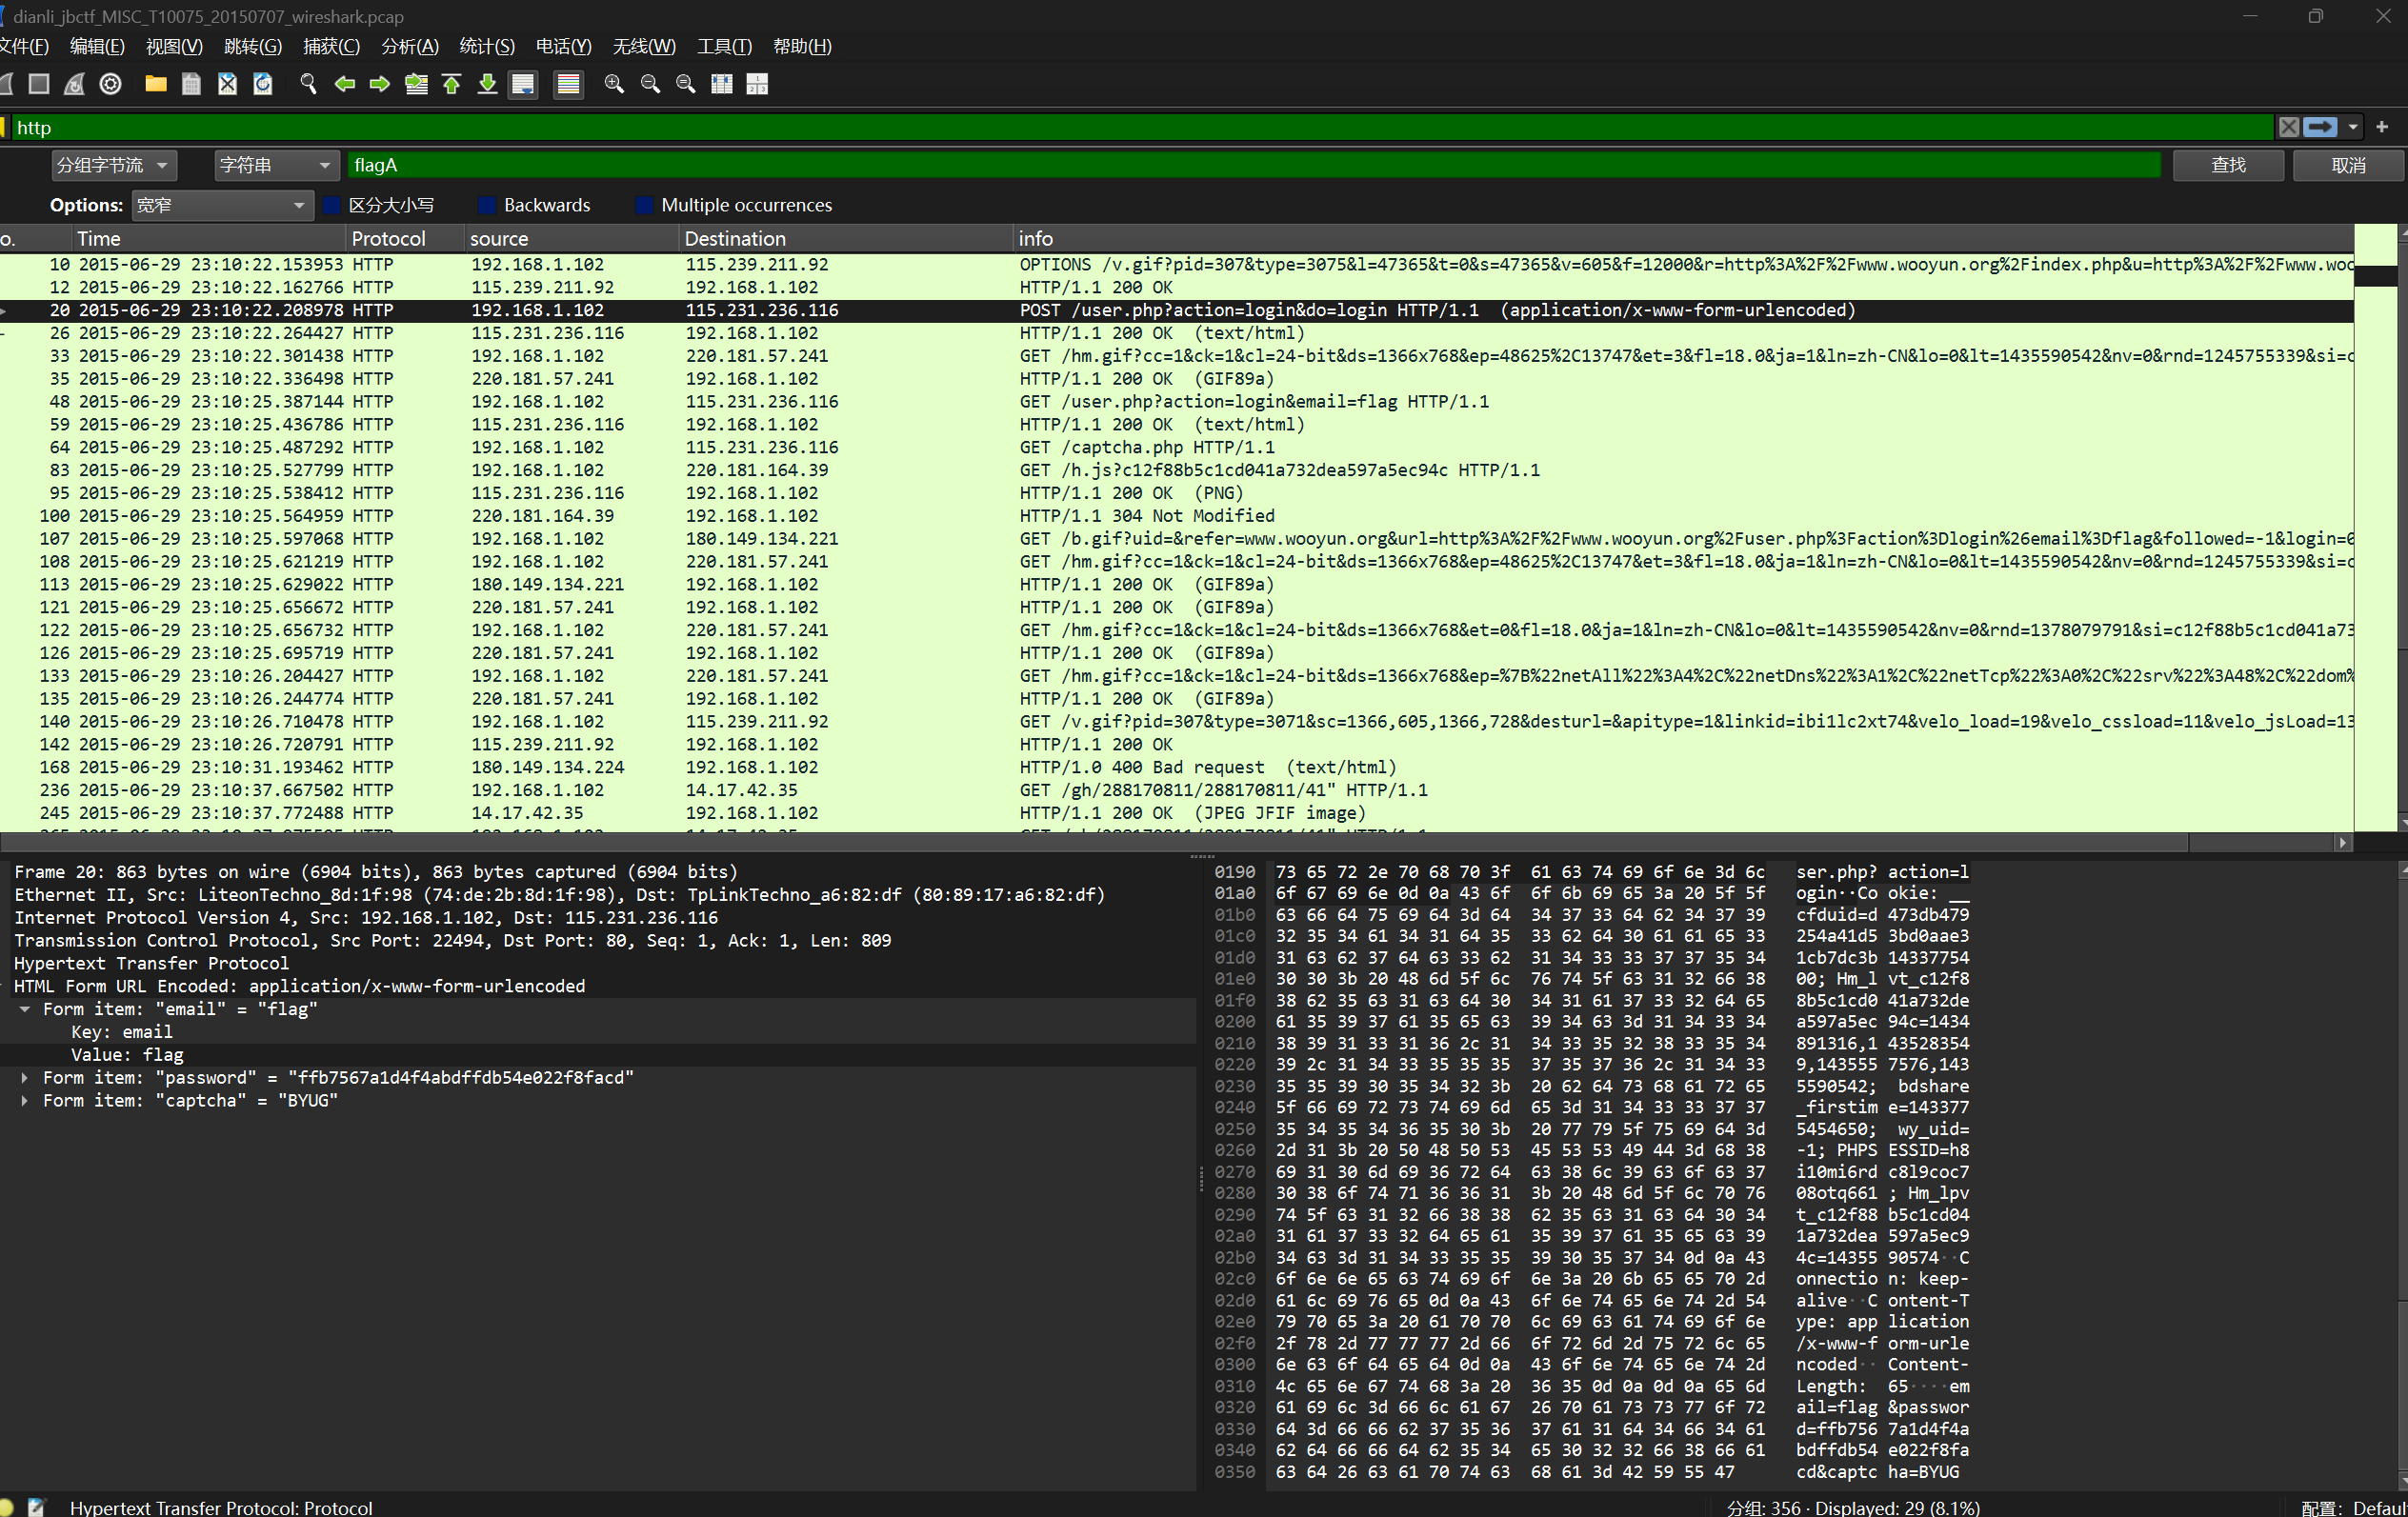 dianli_jbctf_MISC_T10075_20150707_wireshark.pcap
文件(F) 编辑(E) 视图(V) 跳转(G) 捕获(C) 分析(A) 统计(S) 电话(Y) 无线(W) 工具(T) 帮助(H)
http
分组字节流 字符串 flagA 查找 取消
Options: 宽窄 区分大小写 Backwards Multiple occurrences
o. Time Protocol source Destination info
10 2015-06-29 23:10:22.153953 HTTP 192.168.1.102 115.239.211.92 OPTIONS /v.gif?pid=307&type=3075&l=47365&t=0&s=47365&v=605&f=12000&r=http%3A%2F%2Fwww.wooyun.org%2Findex.php&u=http%3A%2F%2Fwww.woo
12 2015-06-29 23:10:22.162766 HTTP 115.239.211.92 192.168.1.102 HTTP/1.1 200 OK
20 2015-06-29 23:10:22.208978 HTTP 192.168.1.102 115.231.236.116 POST /user.php?action=login&do=login HTTP/1.1 (application/x-www-form-urlencoded)
26 2015-06-29 23:10:22.264427 HTTP 115.231.236.116 192.168.1.102 HTTP/1.1 200 OK (text/html)
33 2015-06-29 23:10:22.301438 HTTP 192.168.1.102 220.181.57.241 GET /hm.gif?cc=1&ck=1&cl=24-bit&ds=1366x768&ep=48625%2C13747&et=3&fl=18.0&ja=1&ln=zh-CN&lo=0&lt=1435590542&nv=0&rnd=1245755339&si=c
35 2015-06-29 23:10:22.336498 HTTP 220.181.57.241 192.168.1.102 HTTP/1.1 200 OK (GIF89a)
48 2015-06-29 23:10:25.387144 HTTP 192.168.1.102 115.231.236.116 GET /user.php?action=login&email=flag HTTP/1.1
59 2015-06-29 23:10:25.436786 HTTP 115.231.236.116 192.168.1.102 HTTP/1.1 200 OK (text/html)
64 2015-06-29 23:10:25.487292 HTTP 192.168.1.102 115.231.236.116 GET /captcha.php HTTP/1.1
83 2015-06-29 23:10:25.527799 HTTP 192.168.1.102 220.181.164.39 GET /h.js?c12f88b5c1cd041a732dea597a5ec94c HTTP/1.1
95 2015-06-29 23:10:25.538412 HTTP 115.231.236.116 192.168.1.102 HTTP/1.1 200 OK (PNG)
100 2015-06-29 23:10:25.564959 HTTP 220.181.164.39 192.168.1.102 HTTP/1.1 304 Not Modified
107 2015-06-29 23:10:25.597068 HTTP 192.168.1.102 180.149.134.221 GET /b.gif?uid=&refer=www.wooyun.org&url=http%3A%2F%2Fwww.wooyun.org%2Fuser.php%3Faction%3Dlogin%26email%3Dflag&followed=-1&login=0
108 2015-06-29 23:10:25.621219 HTTP 192.168.1.102 220.181.57.241 GET /hm.gif?cc=1&ck=1&cl=24-bit&ds=1366x768&ep=48625%2C13747&et=3&fl=18.0&ja=1&ln=zh-CN&lo=0&lt=1435590542&nv=0&rnd=1245755339&si=c
113 2015-06-29 23:10:25.629022 HTTP 180.149.134.221 192.168.1.102 HTTP/1.1 200 OK (GIF89a)
121 2015-06-29 23:10:25.656672 HTTP 220.181.57.241 192.168.1.102 HTTP/1.1 200 OK (GIF89a)
122 2015-06-29 23:10:25.656732 HTTP 192.168.1.102 220.181.57.241 GET /hm.gif?cc=1&ck=1&cl=24-bit&ds=1366x768&et=0&fl=18.0&ja=1&ln=zh-CN&lo=0&lt=1435590542&nv=0&rnd=1378079791&si=c12f88b5c1cd041a73
126 2015-06-29 23:10:25.695719 HTTP 220.181.57.241 192.168.1.102 HTTP/1.1 200 OK (GIF89a)
133 2015-06-29 23:10:26.204427 HTTP 192.168.1.102 220.181.57.241 GET /hm.gif?cc=1&ck=1&cl=24-bit&ds=1366x768&ep=%7B%22netAll%22%3A4%2C%22netDns%22%3A1%2C%22netTcp%22%3A0%2C%22srv%22%3A48%2C%22dom%
135 2015-06-29 23:10:26.244774 HTTP 220.181.57.241 192.168.1.102 HTTP/1.1 200 OK (GIF89a)
140 2015-06-29 23:10:26.710478 HTTP 192.168.1.102 115.239.211.92 GET /v.gif?pid=307&type=3071&sc=1366,605,1366,728&desturl=&apitype=1&linkid=ibi1lc2xt74&velo_load=19&velo_cssload=11&velo_jsLoad=13
142 2015-06-29 23:10:26.720791 HTTP 115.239.211.92 192.168.1.102 HTTP/1.1 200 OK
168 2015-06-29 23:10:31.193462 HTTP 180.149.134.224 192.168.1.102 HTTP/1.0 400 Bad request (text/html)
236 2015-06-29 23:10:37.667502 HTTP 192.168.1.102 14.17.42.35 GET /gh/288170811/288170811/41" HTTP/1.1
245 2015-06-29 23:10:37.772488 HTTP 14.17.42.35 192.168.1.102 HTTP/1.1 200 OK (JPEG JFIF image)
Frame 20: 863 bytes on wire (6904 bits), 863 bytes captured (6904 bits)
Ethernet II, Src: LiteonTechno_8d:1f:98 (74:de:2b:8d:1f:98), Dst: TpLinkTechno_a6:82:df (80:89:17:a6:82:df)
Internet Protocol Version 4, Src: 192.168.1.102, Dst: 115.231.236.116
Transmission Control Protocol, Src Port: 22494, Dst Port: 80, Seq: 1, Ack: 1, Len: 809
Hypertext Transfer Protocol
HTML Form URL Encoded: application/x-www-form-urlencoded
Form item: "email" = "flag"
Key: email
Value: flag
Form item: "password" = "ffb7567a1d4f4abdffdb54e022f8facd"
Form item: "captcha" = "BYUG"
0190 73 65 72 2e 70 68 70 3f 61 63 74 69 6f 6e 3d 6c ser.php? action=l
01a0 6f 67 69 6e 0d 0a 43 6f 6f 6b 69 65 3a 20 5f 5f ogin··Co okie: __
01b0 63 66 64 75 69 64 3d 64 34 37 33 64 62 34 37 39 cfduid=d 473db479
01c0 32 35 34 61 34 31 64 35 33 62 64 30 61 61 65 33 254a41d5 3bd0aae3
01d0 31 63 62 37 64 63 33 62 31 34 33 33 37 37 35 34 1cb7dc3b 14337754
01e0 30 30 3b 20 48 6d 5f 6c 76 74 5f 63 31 32 66 38 00; Hm_l vt_c12f8
01f0 38 62 35 63 31 63 64 30 34 31 61 37 33 32 64 65 8b5c1cd0 41a732de
0200 61 35 39 37 61 35 65 63 39 34 63 3d 31 34 33 34 a597a5ec 94c=1434
0210 38 39 31 33 31 36 2c 31 34 33 35 32 38 33 35 34 891316,1 43528354
0220 39 2c 31 34 33 35 35 35 37 35 37 36 2c 31 34 33 9,143555 7576,143
0230 35 35 39 30 35 34 32 3b 20 62 64 73 68 61 72 65 5590542; bdshare
0240 5f 66 69 72 73 74 69 6d 65 3d 31 34 33 33 37 37 _firstim e=143377
0250 35 34 35 34 36 35 30 3b 20 77 79 5f 75 69 64 3d 5454650; wy_uid=
0260 2d 31 3b 20 50 48 50 53 45 53 53 49 44 3d 68 38 -1; PHPS ESSID=h8
0270 69 31 30 6d 69 36 72 64 63 38 6c 39 63 6f 63 37 i10mi6rd c8l9coc7
0280 30 38 6f 74 71 36 36 31 3b 20 48 6d 5f 6c 70 76 08otq661 ; Hm_lpv
0290 74 5f 63 31 32 66 38 38 62 35 63 31 63 64 30 34 t_c12f88 b5c1cd04
02a0 31 61 37 33 32 64 65 61 35 39 37 61 35 65 63 39 1a732dea 597a5ec9
02b0 34 63 3d 31 34 33 35 35 39 30 35 37 34 0d 0a 43 4c=14355 90574··C
02c0 6f 6e 6e 65 63 74 69 6f 6e 3a 20 6b 65 65 70 2d onnectio n: keep-
02d0 61 6c 69 76 65 0d 0a 43 6f 6e 74 65 6e 74 2d 54 alive··C ontent-T
02e0 79 70 65 3a 20 61 70 70 6c 69 63 61 74 69 6f 6e ype: app lication
02f0 2f 78 2d 77 77 77 2d 66 6f 72 6d 2d 75 72 6c 65 /x-www-f orm-urle
0300 6e 63 6f 64 65 64 0d 0a 43 6f 6e 74 65 6e 74 2d ncoded·· Content-
0310 4c 65 6e 67 74 68 3a 20 36 35 0d 0a 0d 0a 65 6d Length: 65····em
0320 61 69 6c 3d 66 6c 61 67 26 70 61 73 73 77 6f 72 ail=flag &passwor
0330 64 3d 66 66 62 37 35 36 37 61 31 64 34 66 34 61 d=ffb756 7a1d4f4a
0340 62 64 66 66 64 62 35 34 65 30 32 32 66 38 66 61 bdffdb54 e022f8fa
0350 63 64 26 63 61 70 74 63 68 61 3d 42 59 55 47 cd&captc ha=BYUG
Hypertext Transfer Protocol: Protocol 分组: 356 · Displayed: 29 (8.1%) 配置: Defaul